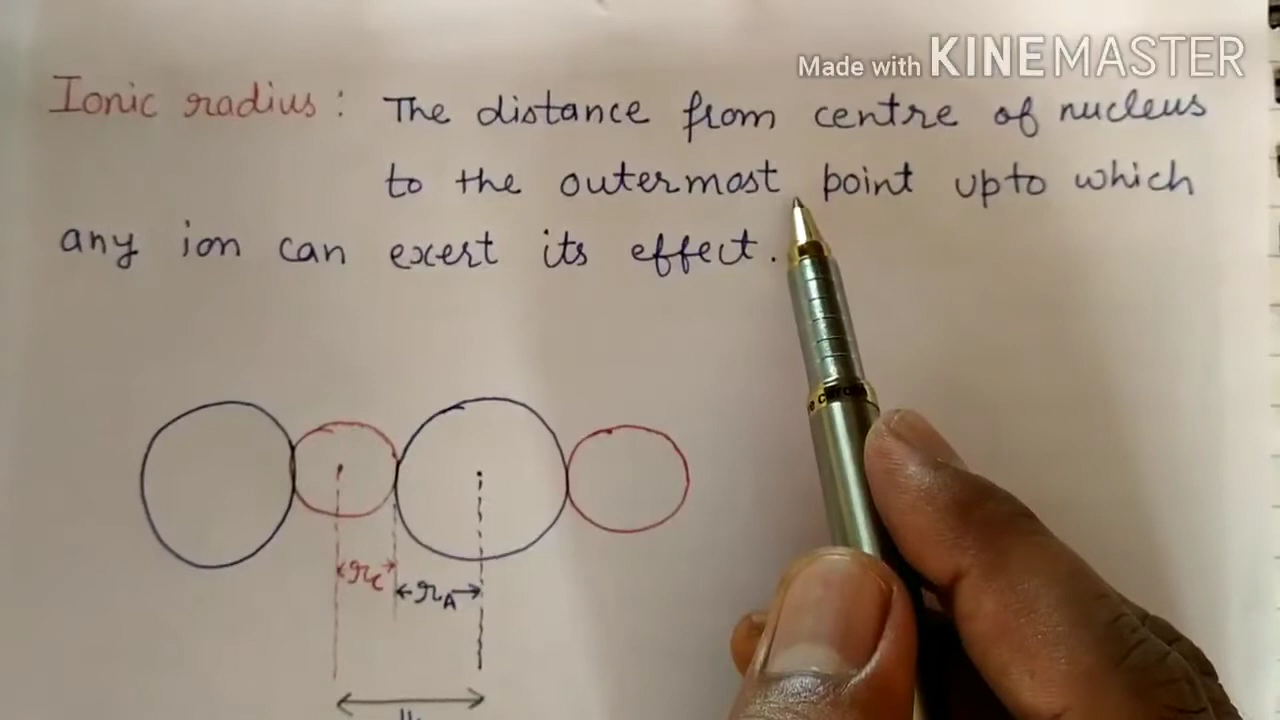 Made with KINEMASTER
Ionic radius: The distance from centre of nucleus
to the outermost point upto which
any ion can exert its effect.
rc
rA